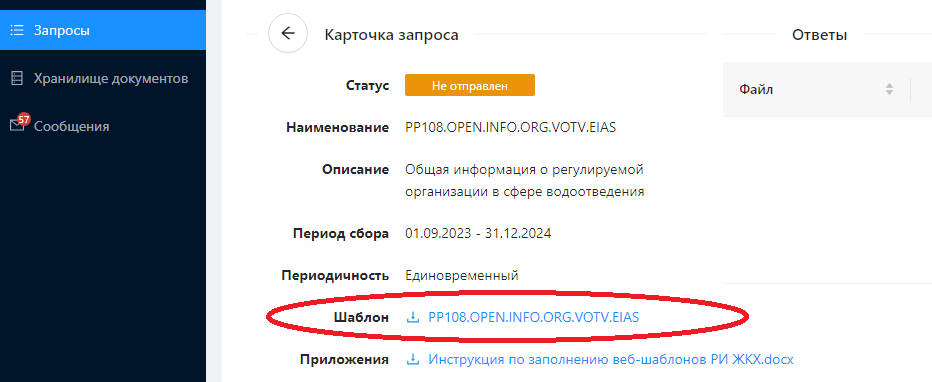 Запросы
Хранилище документов
57
Сообщения
Карточка запроса
Статус Не отправлен
Наименование PP108.OPEN.INFO.ORG.VOTV.EIAS
Описание Общая информация о регулируемой
организации в сфере водоотведения
Период сбора 01.09.2023 - 31.12.2024
Периодичность Единовременный
Шаблон PP108.OPEN.INFO.ORG.VOTV.EIAS
Приложения Инструкция по заполнению веб-шаблонов РИ ЖКХ.docx
Ответы
Файл